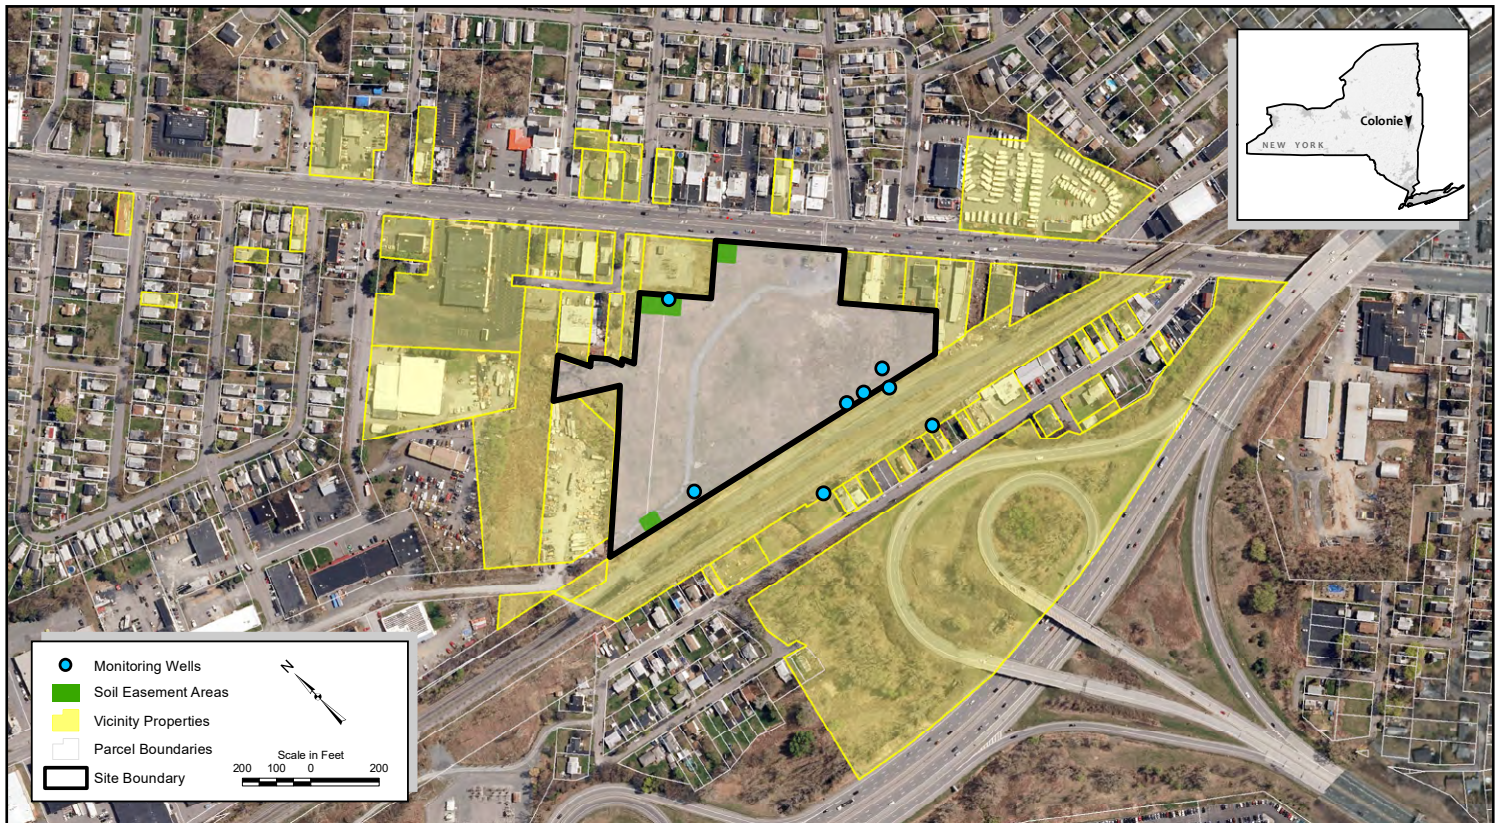 Colonie
NEW YORK
N
Monitoring Wells
Soil Easement Areas
Vicinity Properties
Parcel Boundaries
Site Boundary
Scale in Feet
200 100 0 200